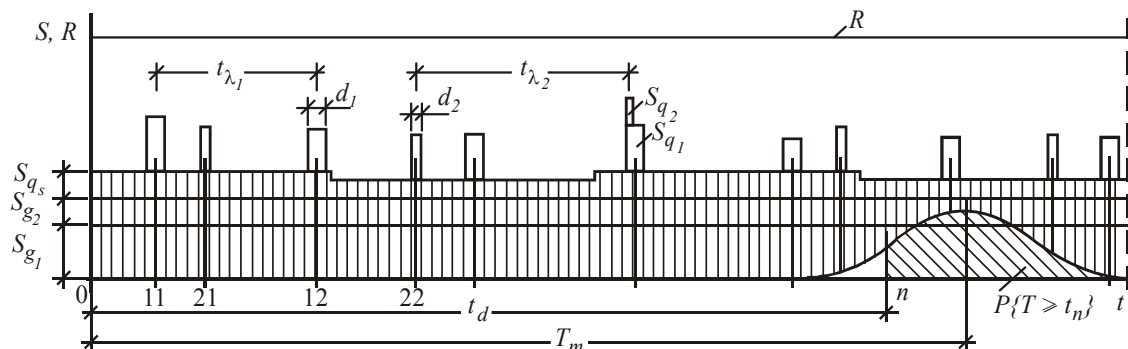 S, R
R
t_λ1
t_λ2
d_1
d_2
S_q2
S_q1
S_qs
S_g2
S_g1
0 11 21 12 22 t_d n P{T ⩾ t_n} t
T_m